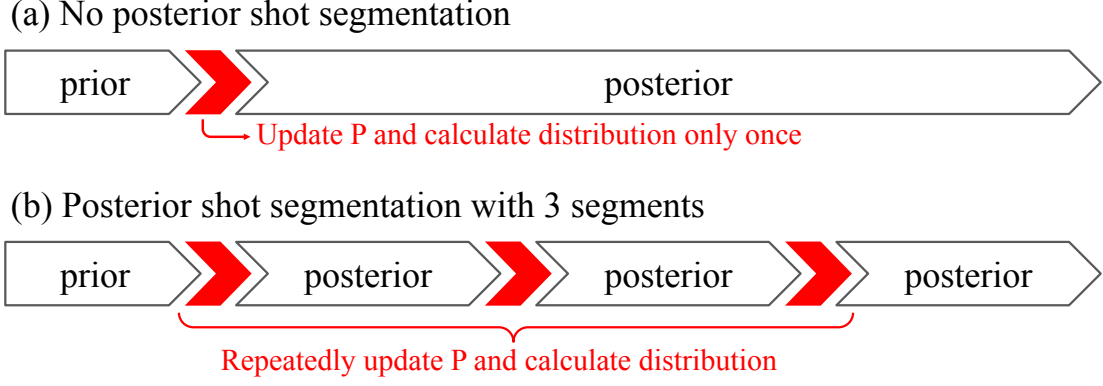 (a) No posterior shot segmentation
prior
posterior
Update P and calculate distribution only once
(b) Posterior shot segmentation with 3 segments
prior
posterior
posterior
posterior
Repeatedly update P and calculate distribution